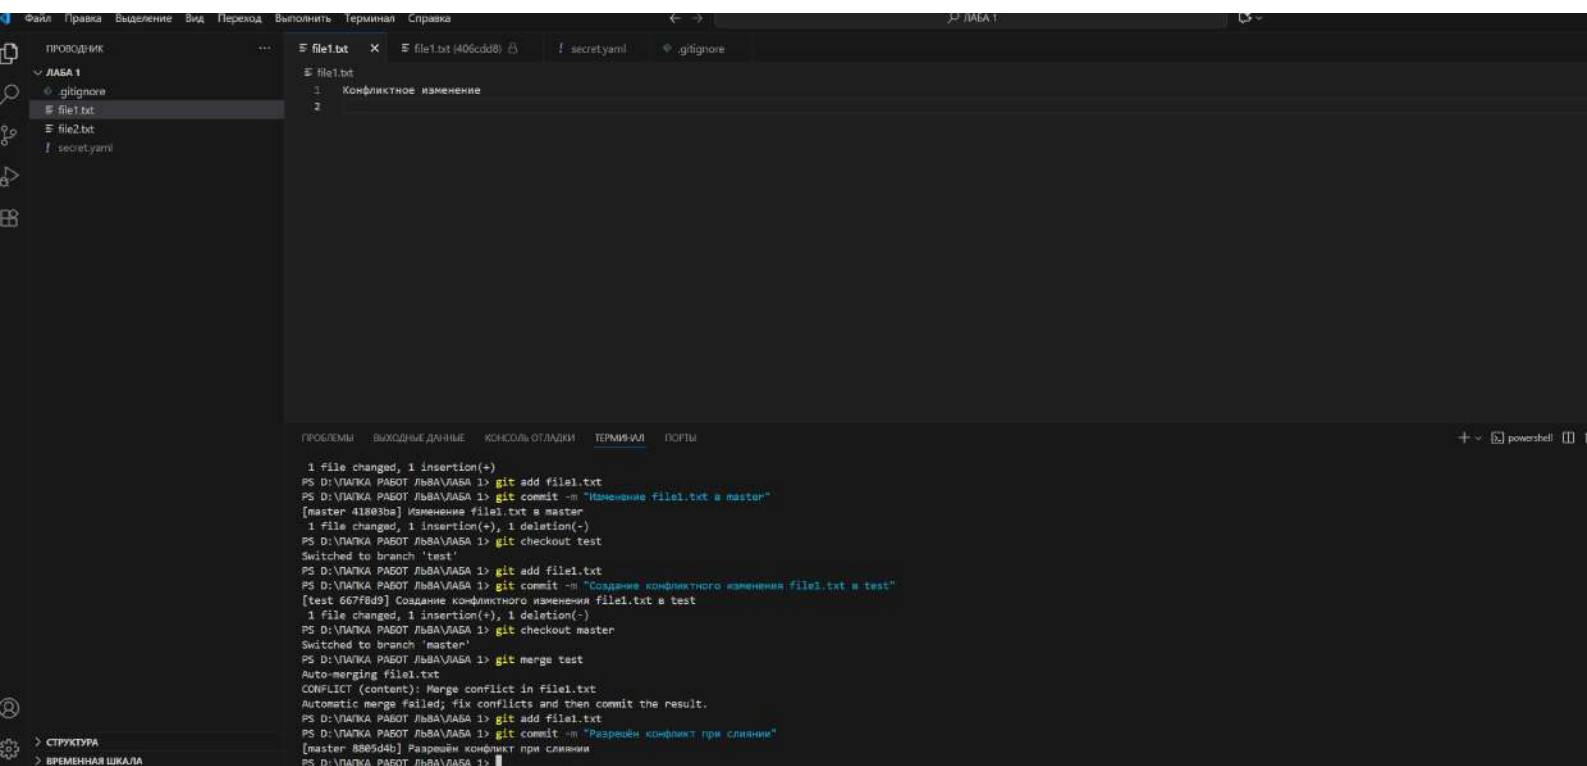 Файл Правка Выделение Вид Переход Выполнить Терминал Справка
ЛАБА 1
ПРОВОДНИК
ЛАБА 1
.gitignore
file1.txt
file2.txt
secret.yaml
СТРУКТУРА
ВРЕМЕННАЯ ШКАЛА
file1.txt file1.txt (406cdd8) secret.yaml .gitignore
file1.txt
1 Конфликтное изменение
2
ПРОБЛЕМЫ ВЫХОДНЫЕ ДАННЫЕ КОНСОЛЬ ОТЛАДКИ ТЕРМИНАЛ ПОРТЫ
powershell
1 file changed, 1 insertion(+)
PS D:\ПАПКА РАБОТ ЛЬВА\ЛАБА 1> git add file1.txt
PS D:\ПАПКА РАБОТ ЛЬВА\ЛАБА 1> git commit -m "Изменение file1.txt в master"
[master 41803ba] Изменение file1.txt в master
1 file changed, 1 insertion(+), 1 deletion(-)
PS D:\ПАПКА РАБОТ ЛЬВА\ЛАБА 1> git checkout test
Switched to branch 'test'
PS D:\ПАПКА РАБОТ ЛЬВА\ЛАБА 1> git add file1.txt
PS D:\ПАПКА РАБОТ ЛЬВА\ЛАБА 1> git commit -m "Создание конфликтного изменения file1.txt в test"
[test 667f8d9] Создание конфликтного изменения file1.txt в test
1 file changed, 1 insertion(+), 1 deletion(-)
PS D:\ПАПКА РАБОТ ЛЬВА\ЛАБА 1> git checkout master
Switched to branch 'master'
PS D:\ПАПКА РАБОТ ЛЬВА\ЛАБА 1> git merge test
Auto-merging file1.txt
CONFLICT (content): Merge conflict in file1.txt
Automatic merge failed; fix conflicts and then commit the result.
PS D:\ПАПКА РАБОТ ЛЬВА\ЛАБА 1> git add file1.txt
PS D:\ПАПКА РАБОТ ЛЬВА\ЛАБА 1> git commit -m "Разрешён конфликт при слиянии"
[master 8805d4b] Разрешён конфликт при слиянии
PS D:\ПАПКА РАБОТ ЛЬВА\ЛАБА 1>